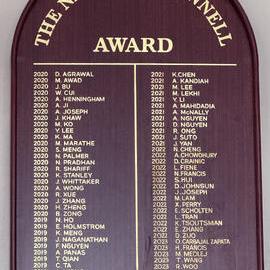 THE NNELL
AWARD
2020 D. AGRAWAL
2020 M. AWAD
2020 J. BU
2020 W. CUI
2020 A. HENNINGHAM
2020 A. JI
2020 A. JOSEPH
2020 J. KHAW
2020 M. KO
2020 Y. LEE
2020 K. MA
2020 M. MARATHE
2020 S. MENG
2020 N. PALMER
2020 N. PRADHAN
2020 R. SHARIFF
2020 K. STANLEY
2020 J. WHITTAKER
2020 A. WONG
2020 R. XUE
2020 J. ZHANG
2020 H. ZHENG
2020 B. ZONG
2019 N. HO
2019 E. HOLMSTROM
2019 K. MENG
2019 J. NAGANATHAN
2019 F. NGUYEN
2019 A. PANAS
2019 Y. QIAN
2019 C. TA
2021 K. CHEN
2021 A. KANDIAH
2021 M. LEE
2021 M. LEKHI
2021 Y. LI
2021 A. MAHDADIA
2021 A. McNALLY
2021 A. NGUYEN
2021 D. NGUYEN
2021 R. ONG
2021 J. SUTO
2021 J. YAN
2022 N. CHENG
2022 A. CHOWDHURY
2022 D. CRAINIC
2022 L. FIENE
2022 N. FRANCIS
2022 S. HUI
2022 D. JOHNSUN
2022 J. JOSEPH
2022 M. LAM
2022 X. PERRY
2022 E. SCHOLTEN
2022 L. TRAN
2022 K. TSOUTSMAN
2022 E. ZHANG
2022 D. ZUO
2023 O. CARBAJAL ZAPATA
2023 H. FRANCIS
2023 M. MEDLEJ
2023 T. WANG
2023 R. WOO